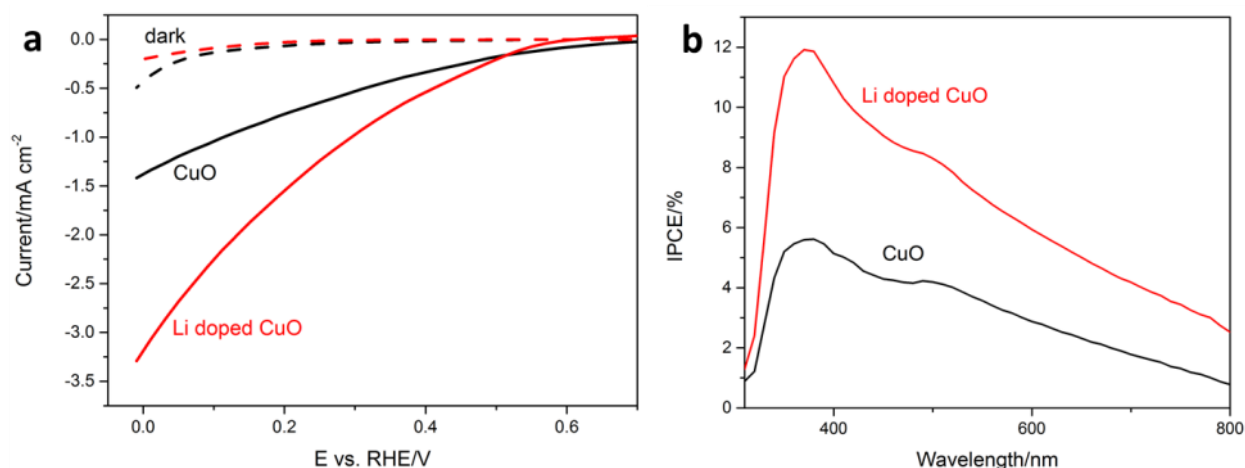 a
dark
CuO
Li doped CuO
Current/mA cm-2
0.0
-0.5
-1.0
-1.5
-2.0
-2.5
-3.0
-3.5
0.0 0.2 0.4 0.6
E vs. RHE/V
b
Li doped CuO
CuO
IPCE/%
12
10
8
6
4
2
0
400 600 800
Wavelength/nm